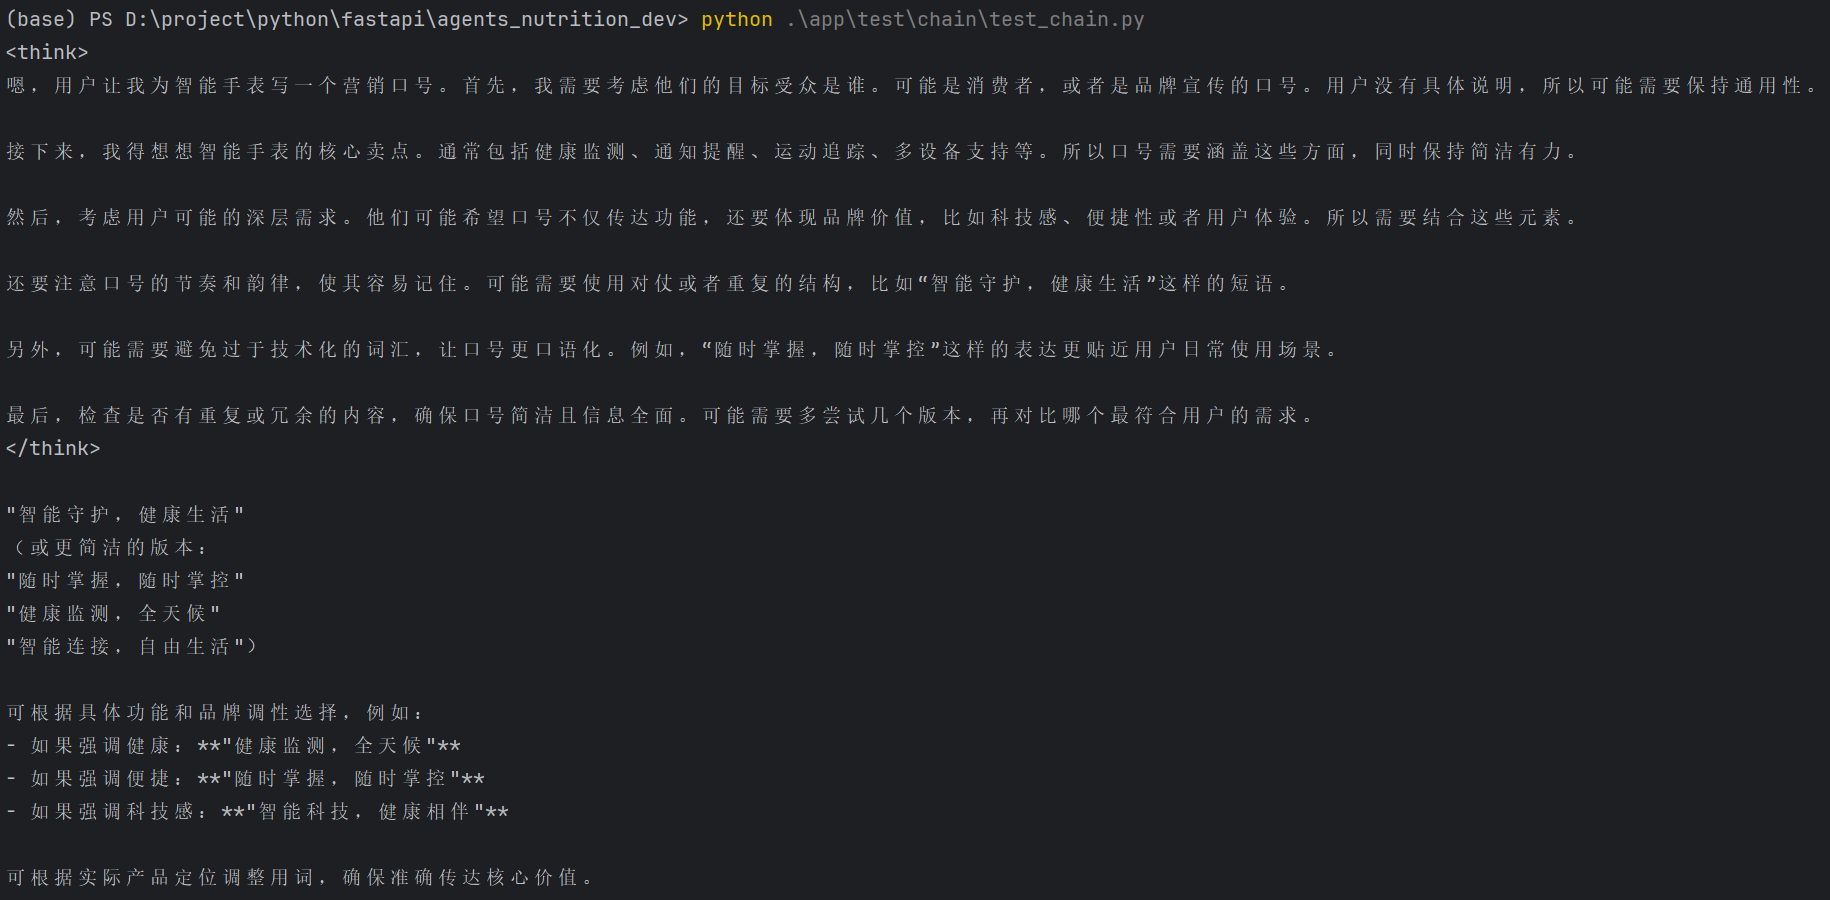 (base) PS D:\project\python\fastapi\agents_nutrition_dev> python .\app\test\chain\test_chain.py
<think>
嗯，用户让我为智能手表写一个营销口号。首先，我需要考虑他们的目标受众是谁。可能是消费者，或者是品牌宣传的口号。用户没有具体说明，所以可能需要保持通用性。
接下来，我得想想智能手表的核心卖点。通常包括健康监测、通知提醒、运动追踪、多设备支持等。所以口号需要涵盖这些方面，同时保持简洁有力。
然后，考虑用户可能的深层需求。他们可能希望口号不仅传达功能，还要体现品牌价值，比如科技感、便捷性或者用户体验。所以需要结合这些元素。
还要注意口号的节奏和韵律，使其容易记住。可能需要使用对仗或者重复的结构，比如“智能守护，健康生活”这样的短语。
另外，可能需要避免过于技术化的词汇，让口号更口语化。例如，“随时掌握，随时掌控”这样的表达更贴近用户日常使用场景。
最后，检查是否有重复或冗余的内容，确保口号简洁且信息全面。可能需要多尝试几个版本，再对比哪个最符合用户的需求。
</think>
"智能守护，健康生活"
（或更简洁的版本：
"随时掌握，随时掌控"
"健康监测，全天候"
"智能连接，自由生活"）
可根据具体功能和品牌调性选择，例如：
- 如果强调健康：**"健康监测，全天候"**
- 如果强调便捷：**"随时掌握，随时掌控"**
- 如果强调科技感：**"智能科技，健康相伴"**
可根据实际产品定位调整用词，确保准确传达核心价值。